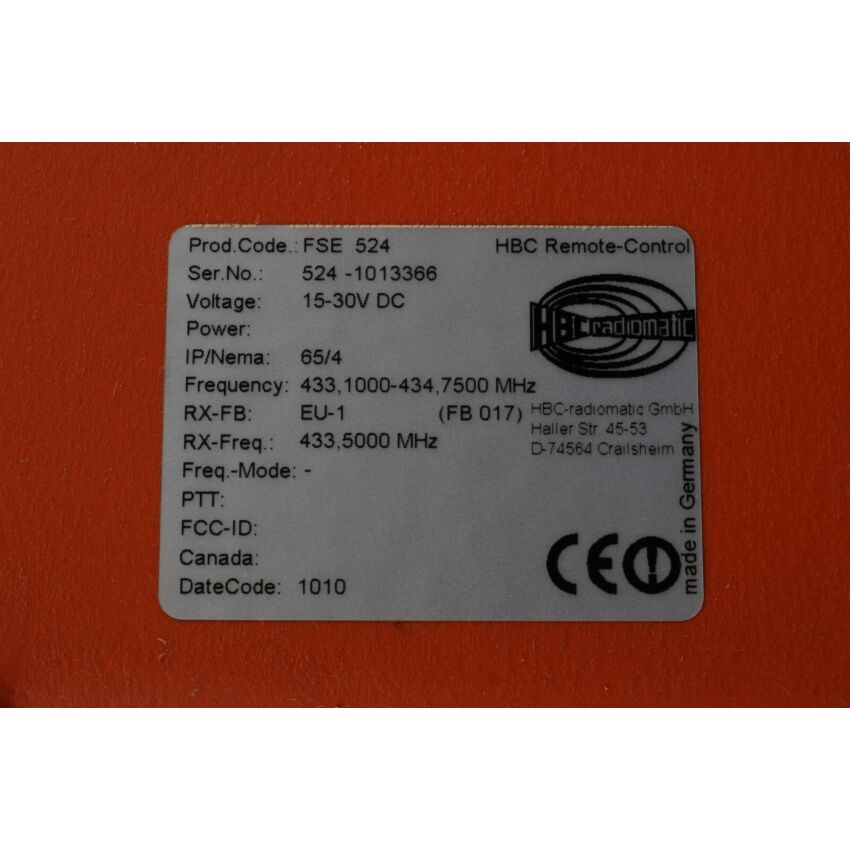 Prod.Code.: FSE 524 HBC Remote-Control
Ser.No.: 524 -1013366
Voltage: 15-30V DC
HBC radiomatic
Power:
IP/Nema: 65/4
Frequency: 433,1000-434,7500 MHz
RX-FB: EU-1 (FB 017)
HBC-radiomatic GmbH
Haller Str 45-53
D-74564 Crailsheim
RX-Freq.: 433,5000 MHz
Freq.-Mode: -
PTT:
FCC-ID:
Canada:
DateCode: 1010
CE
made in Germany